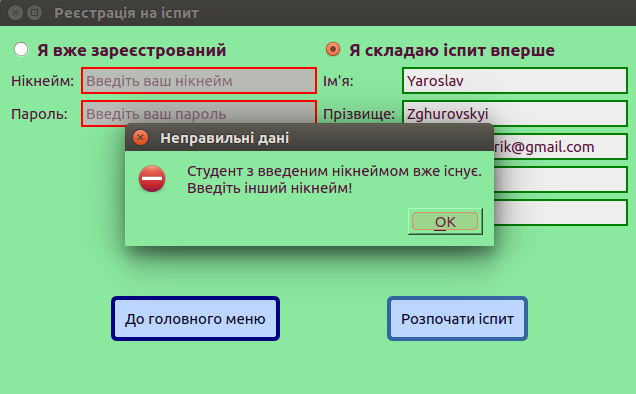 Реєстрація на іспит
Я вже зареєстрований
Я складаю іспит вперше
Нікнейм:
Введіть ваш нікнейм
Ім'я:
Yaroslav
Пароль:
Введіть ваш пароль
Прізвище:
Zghurovskyi
rik@gmail.com
Неправильні дані
Студент з введеним нікнеймом вже існує.
Введіть інший нікнейм!
OK
До головного меню
Розпочати іспит